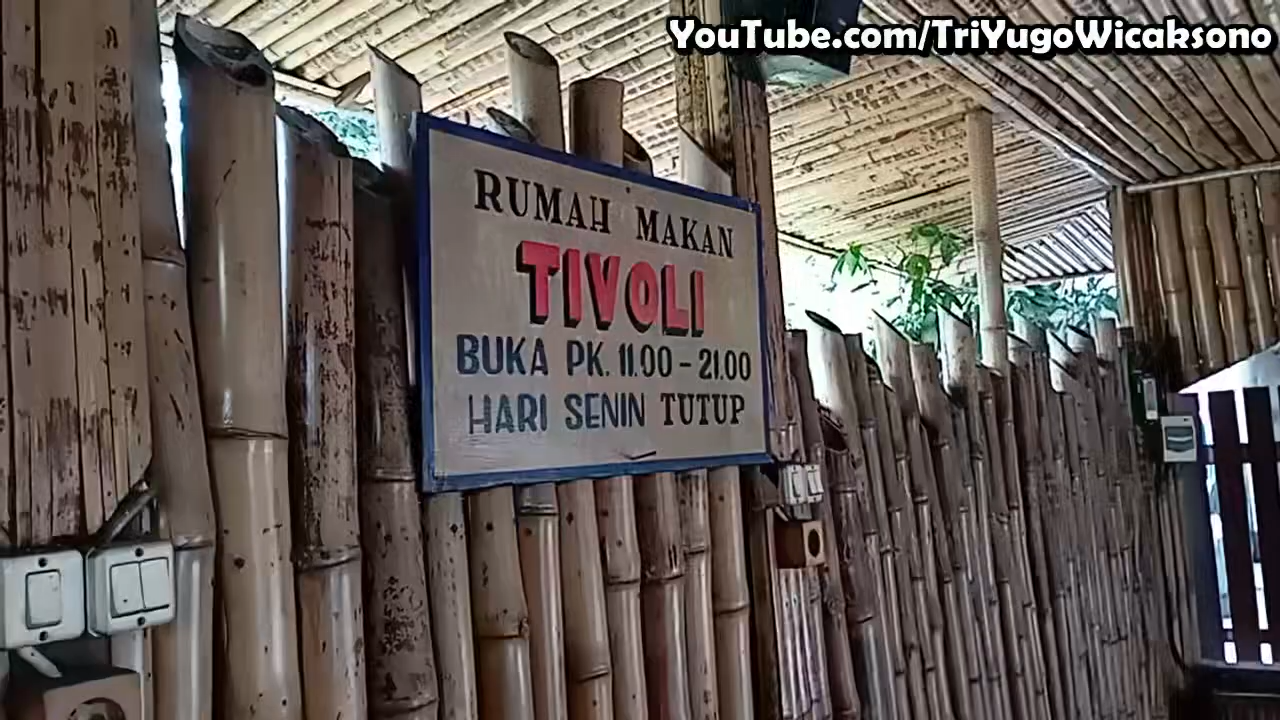 YouTube.com/TriYugoWicaksono
RUMAH MAKAN
TIVOLI
BUKA PK. 11.00 - 21.00
HARI SENIN TUTUP